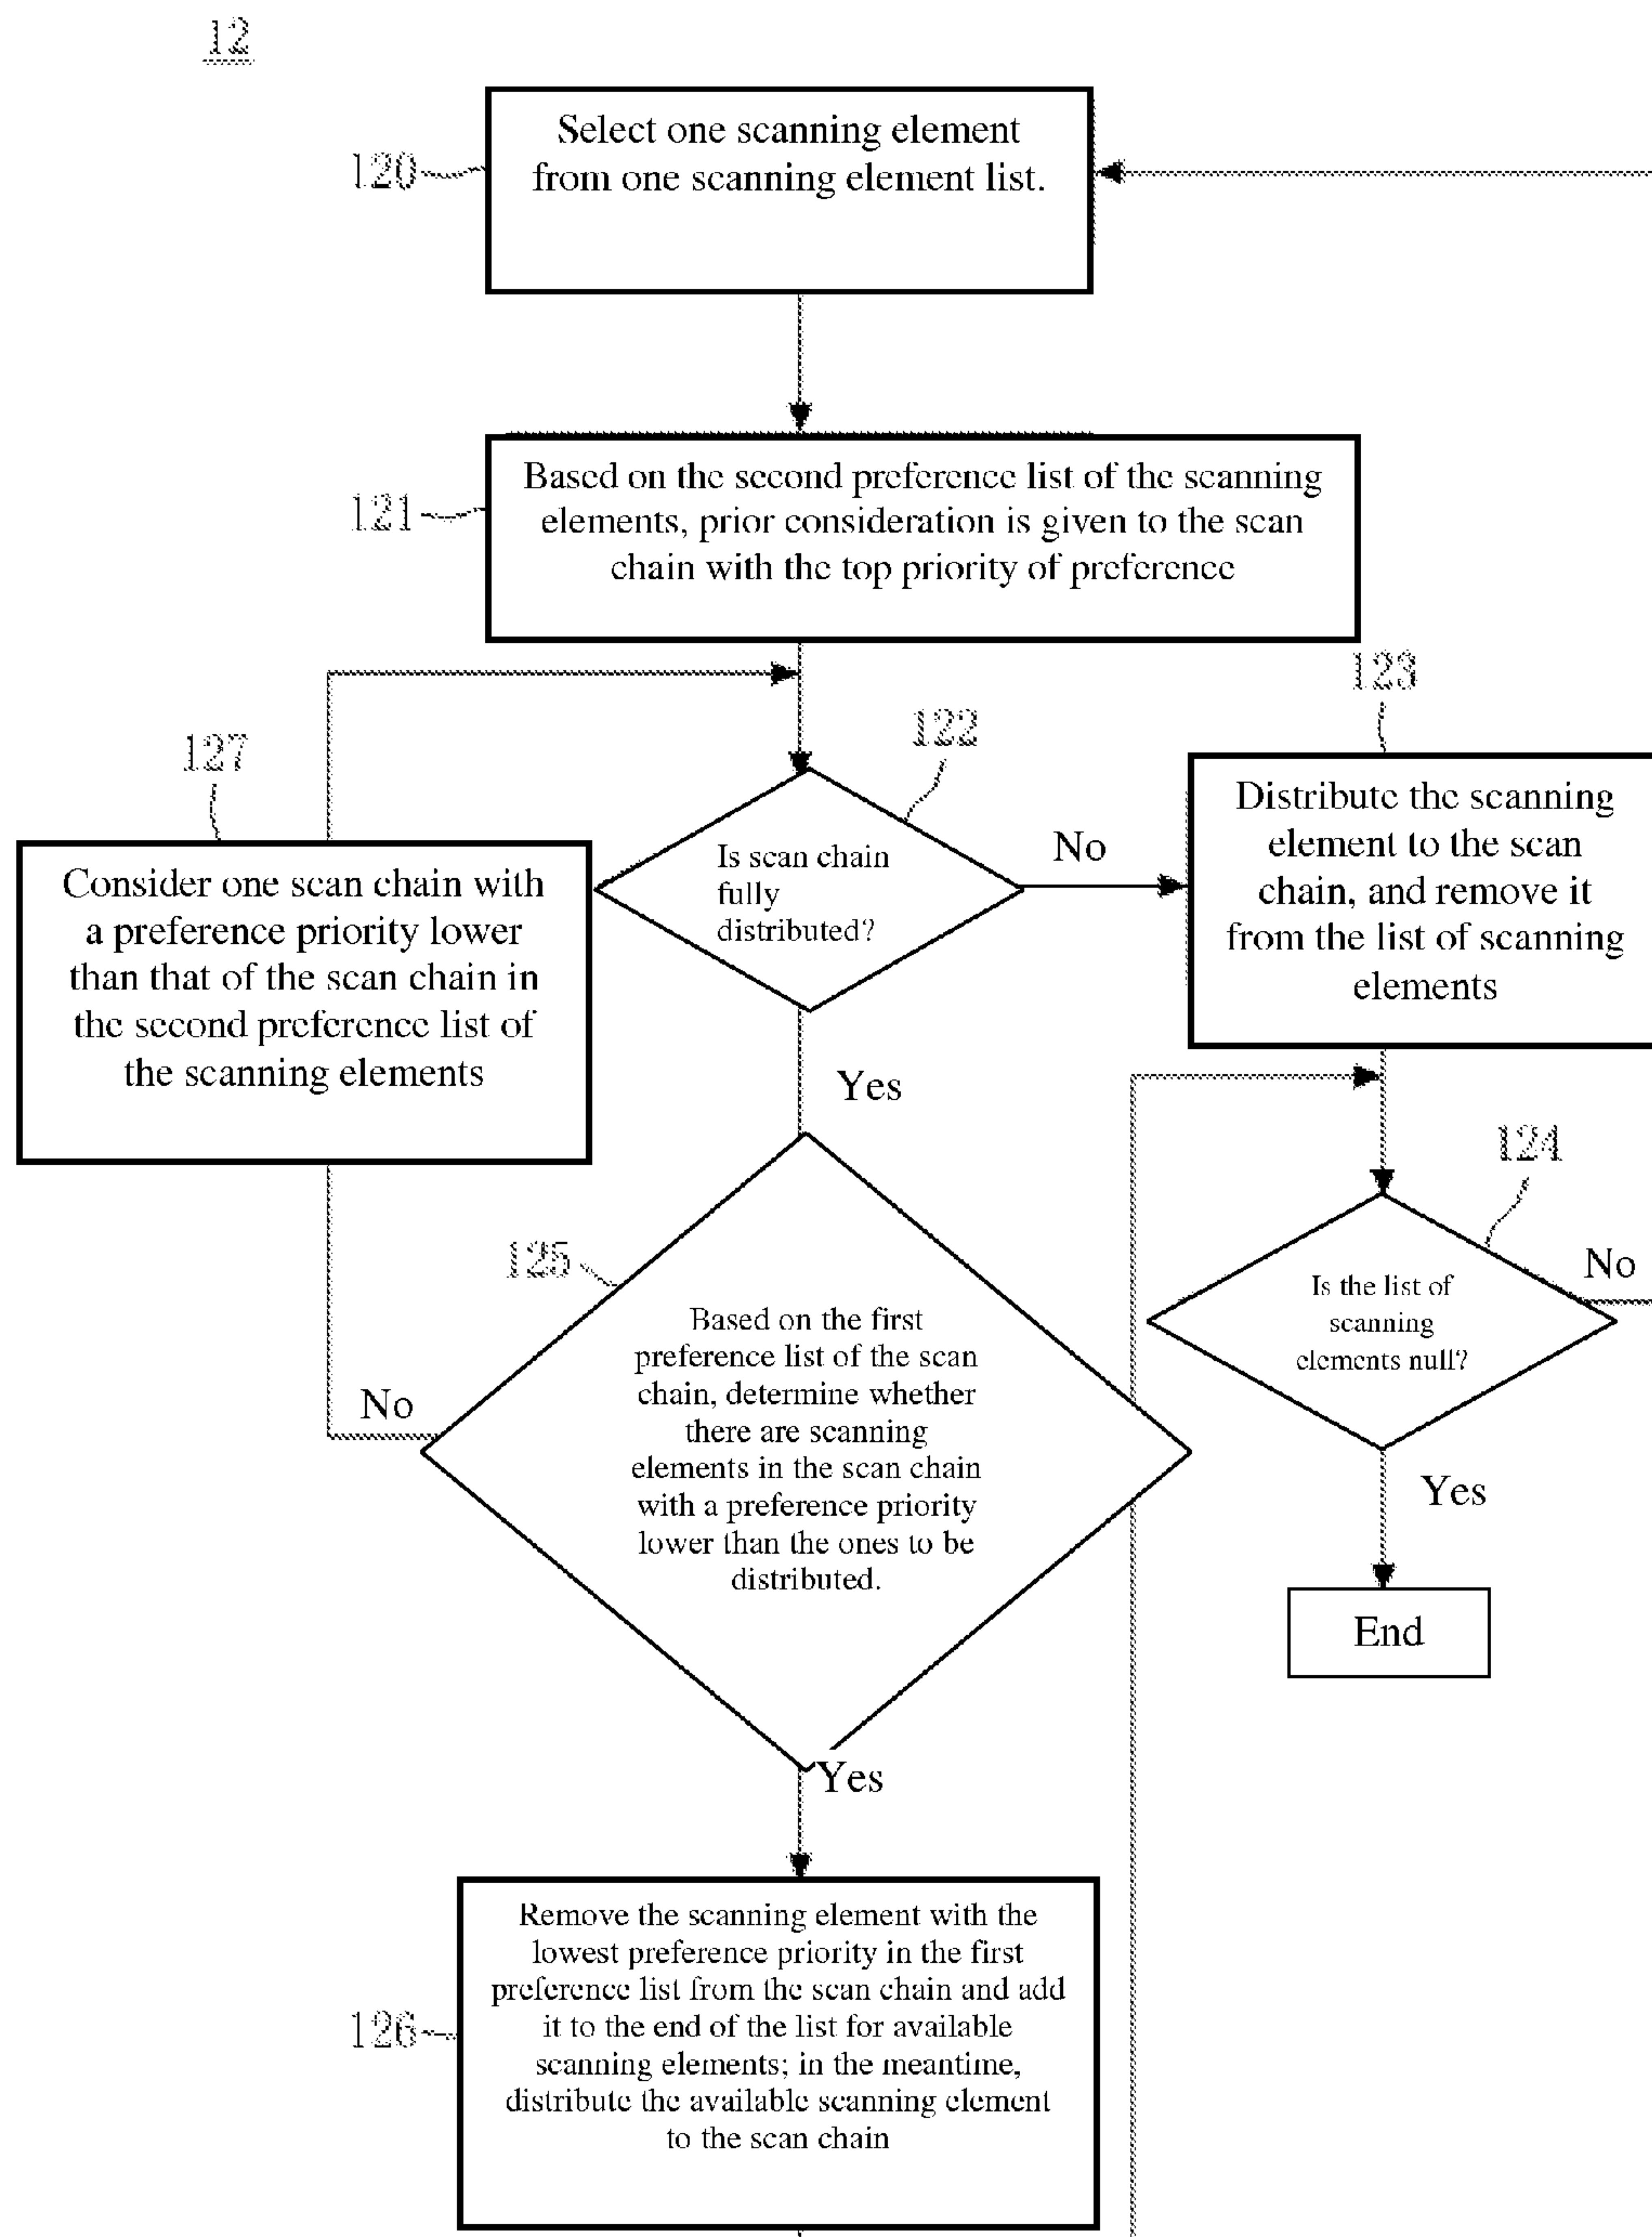 12
120
Select one scanning element
from one scanning element list.
121
Based on the second preference list of the scanning
elements, prior consideration is given to the scan
chain with the top priority of preference
127
Consider one scan chain with
a preference priority lower
than that of the scan chain in
the second preference list of
the scanning elements
122
Is scan chain
fully
distributed?
No
Yes
123
Distribute the scanning
element to the scan
chain, and remove it
from the list of scanning
elements
124
Is the list of
scanning
elements null?
No
Yes
End
125
Based on the first
preference list of the scan
chain, determine whether
there are scanning
elements in the scan chain
with a preference priority
lower than the ones to be
distributed.
No
Yes
126
Remove the scanning element with the
lowest preference priority in the first
preference list from the scan chain and add
it to the end of the list for available
scanning elements; in the meantime,
distribute the available scanning element
to the scan chain